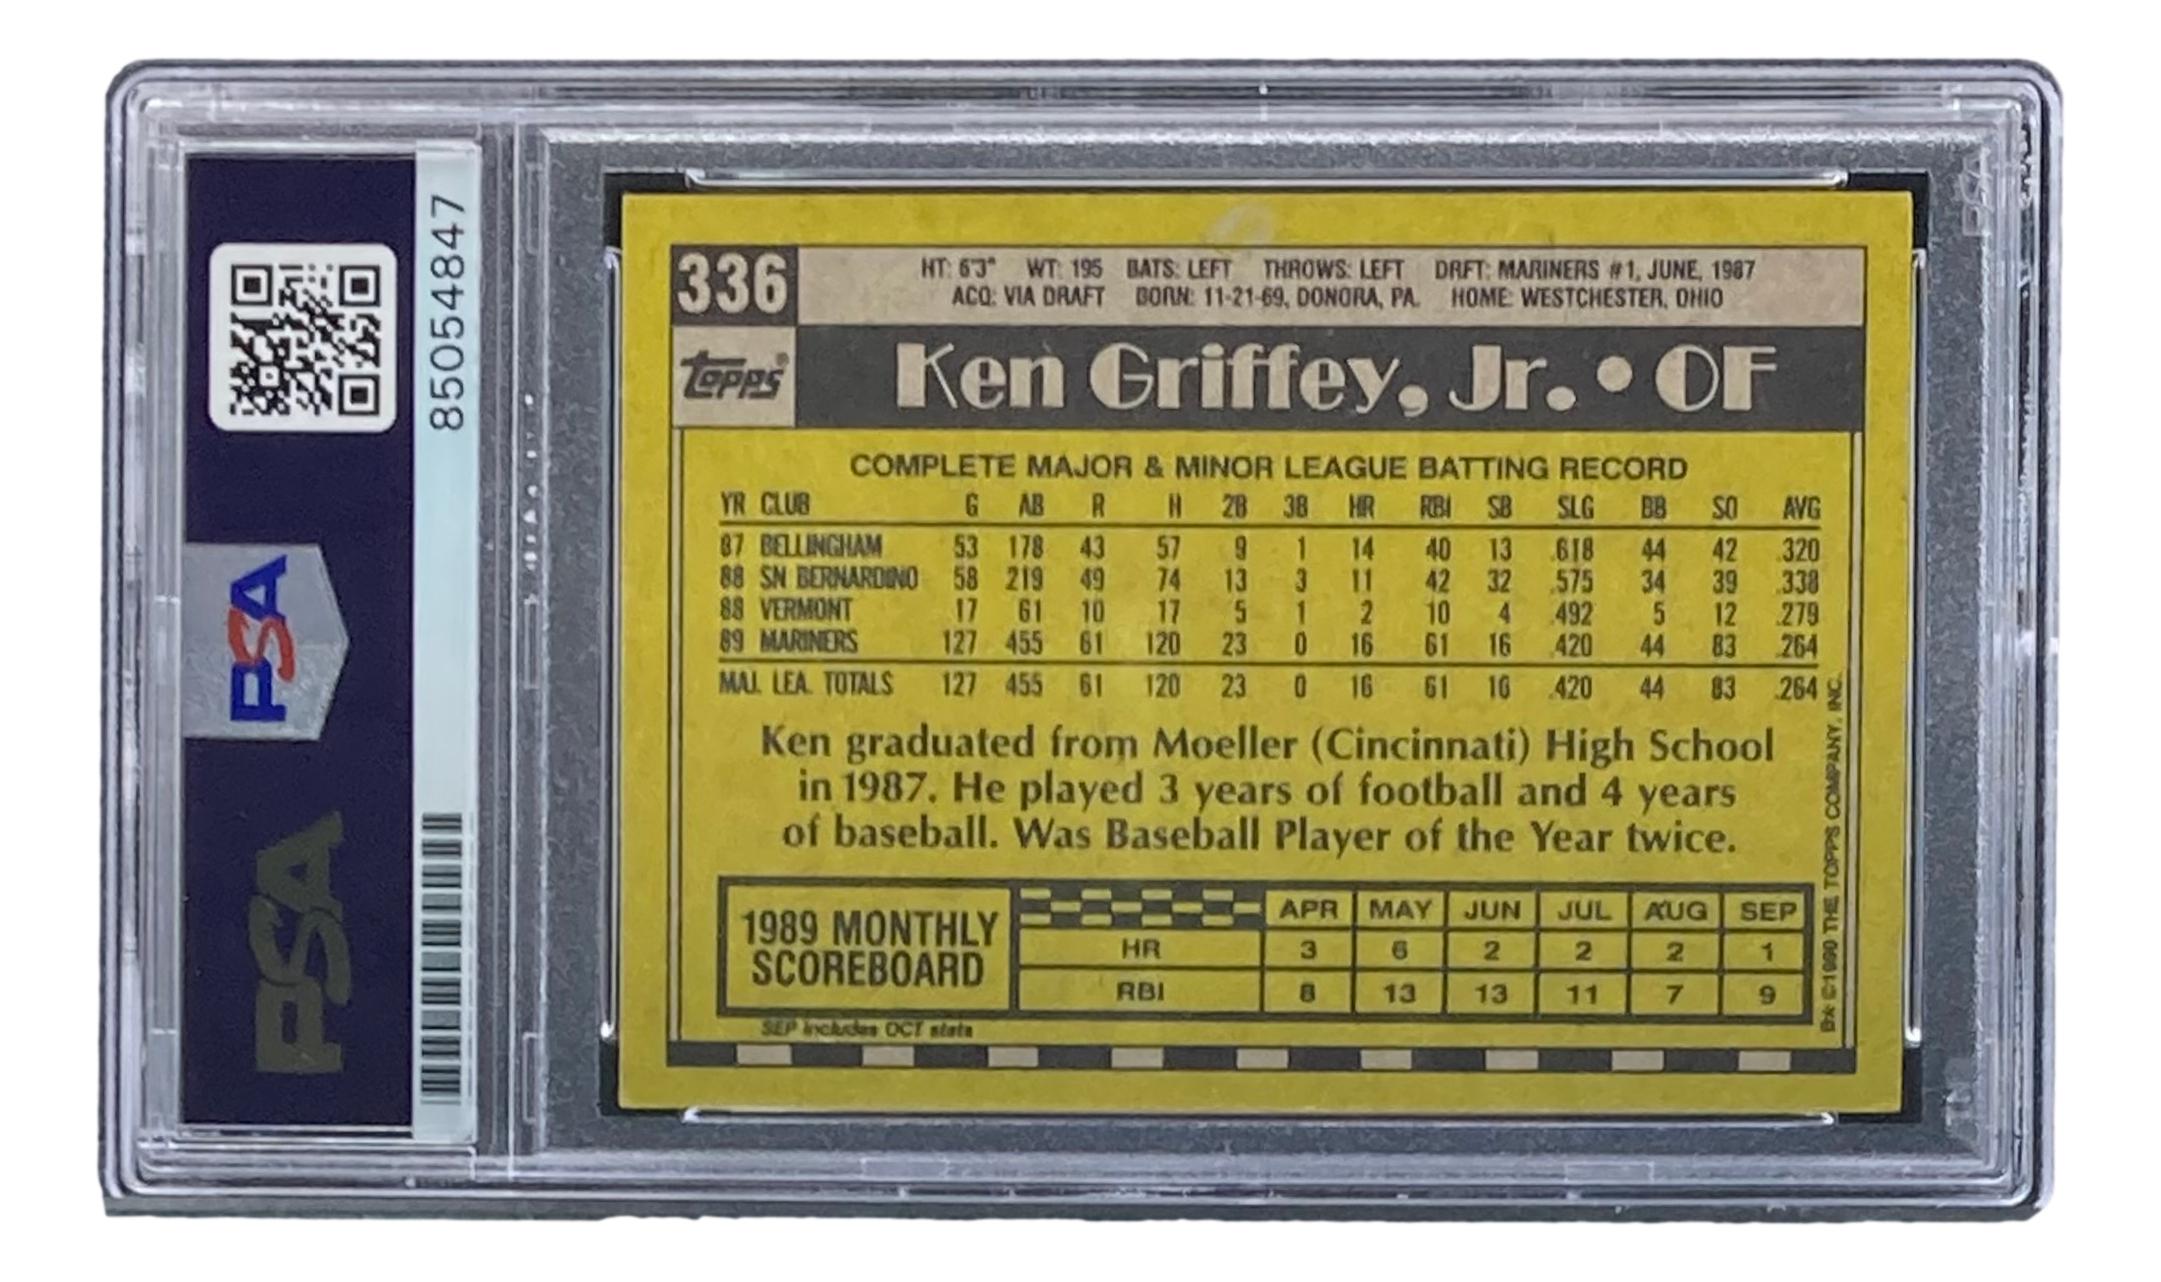 85054847
PSA
PSA
336
HT: 6'3" WT: 195 BATS: LEFT THROWS: LEFT DRFT: MARINERS #1, JUNE, 1987
ACQ: VIA DRAFT BORN: 11-21-69, DONORA, PA. HOME: WESTCHESTER, OHIO
Topps®
Ken Griffey, Jr. • OF
COMPLETE MAJOR & MINOR LEAGUE BATTING RECORD
YR CLUB G AB R H 2B 3B HR RBI SB SLG BB SO AVG
87 BELLINGHAM 53 178 43 57 9 1 14 40 13 .618 44 42 .320
88 SN BERNARDINO 58 219 49 74 13 3 11 42 32 .575 34 39 .338
88 VERMONT 17 61 10 17 5 1 2 10 4 .492 5 12 .279
89 MARINERS 127 455 61 120 23 0 16 61 16 .420 44 83 .264
MAJ. LEA. TOTALS 127 455 61 120 23 0 16 61 16 .420 44 83 .264
Ken graduated from Moeller (Cincinnati) High School
in 1987. He played 3 years of football and 4 years
of baseball. Was Baseball Player of the Year twice.
1989 MONTHLY
SCOREBOARD
APR MAY JUN JUL AUG SEP
HR 3 6 2 2 2 1
RBI 8 13 13 11 7 9
SEP includes OCT stats
©1990 THE TOPPS COMPANY, INC.
PSA